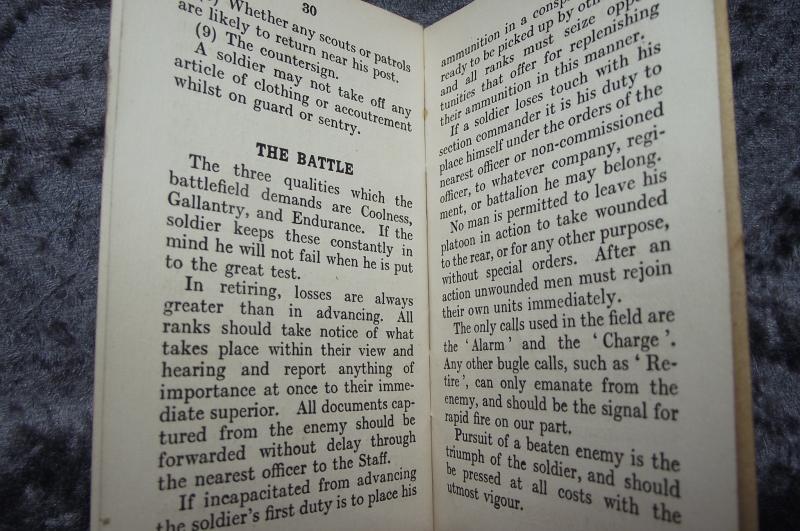 30
Whether any scouts or patrols
are likely to return near his post.
(9) The countersign.
A soldier may not take off any
article of clothing or accoutrement
whilst on guard or sentry.
THE BATTLE
The three qualities which the
battlefield demands are Coolness,
Gallantry, and Endurance. If the
soldier keeps these constantly in
mind he will not fail when he is put
to the great test.
In retiring, losses are always
greater than in advancing. All
ranks should take notice of what
takes place within their view and
hearing and report anything of
importance at once to their imme-
diate superior. All documents cap-
tured from the enemy should be
forwarded without delay through
the nearest officer to the Staff.
If incapacitated from advancing
the soldier's first duty is to place his
ammunition in a
ready to be picked up by
and all ranks must seize
tunities that offer for replenishing
their ammunition in this manner.
If a soldier loses touch with his
section commander it is his duty to
place himself under the orders of the
nearest officer or non-commissioned
officer, to whatever company, regi-
ment, or battalion he may belong.
No man is permitted to leave his
platoon in action to take wounded
to the rear, or for any other purpose,
without special orders. After an
action unwounded men must rejoin
their own units immediately.
The only calls used in the field are
the ‘Alarm’ and the ‘Charge’.
Any other bugle calls, such as ‘Re-
tire’, can only emanate from the
enemy, and should be the signal for
rapid fire on our part.
Pursuit of a beaten enemy is the
triumph of the soldier, and should
be pressed at all costs with the
utmost vigour.